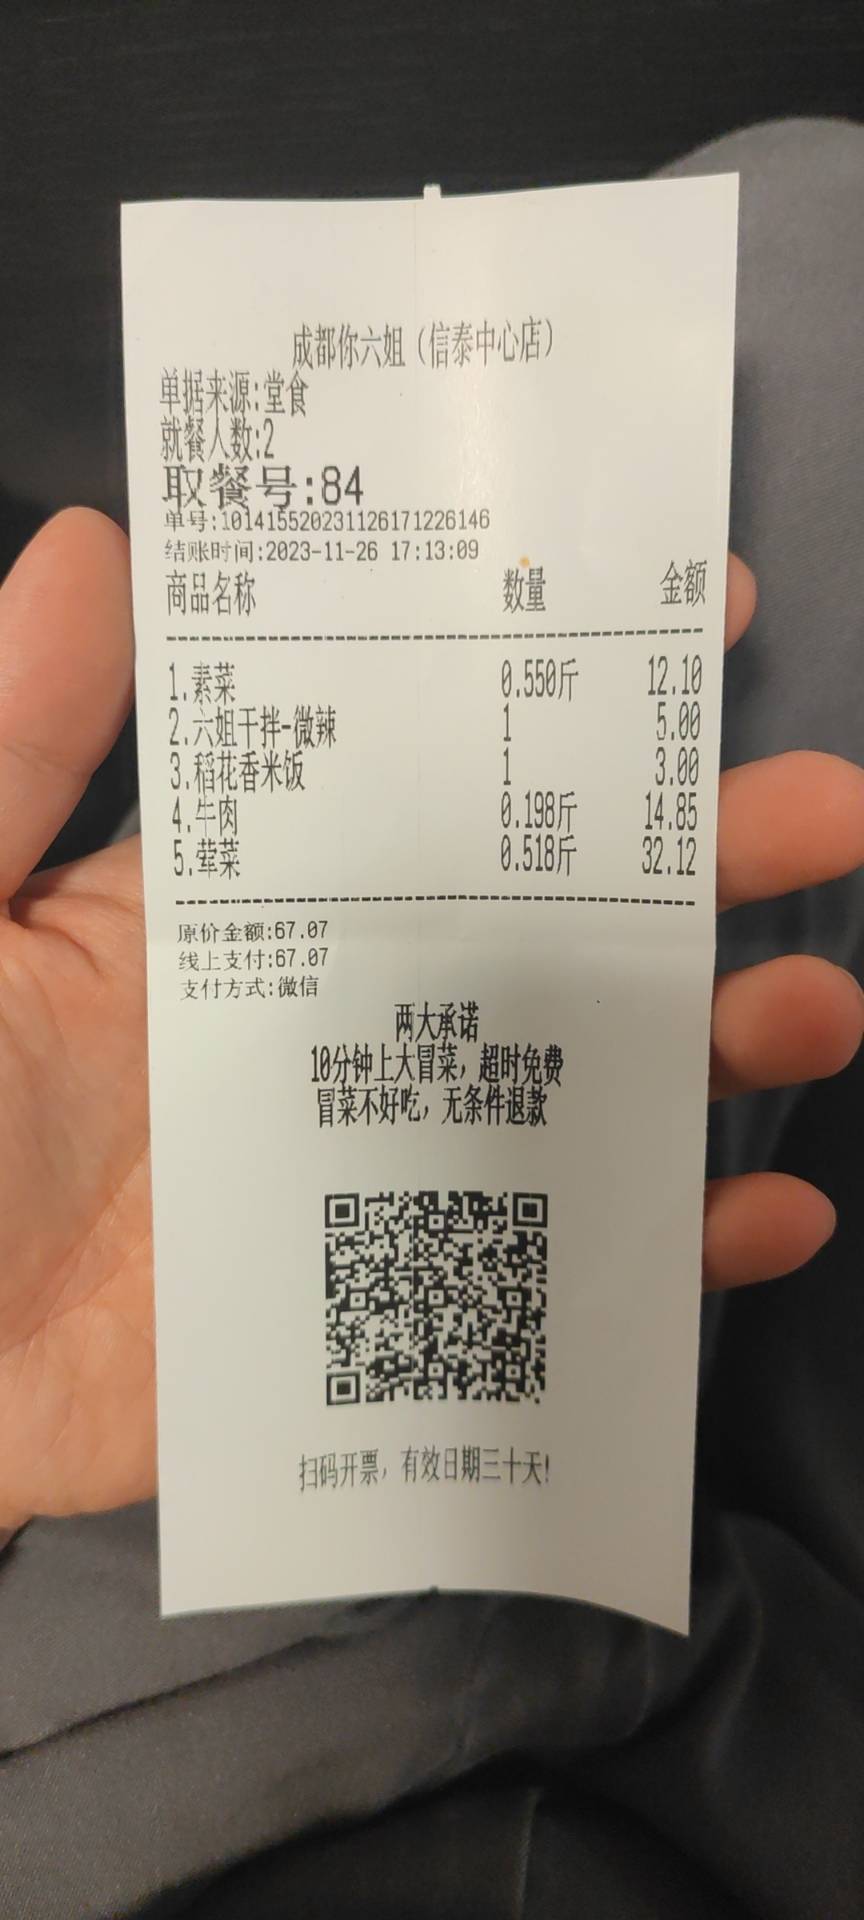 成都你六姐（信泰中心店）
单据来源:堂食
就餐人数:2
取餐号:84
单号:101415520231126171226146
结账时间:2023-11-26 17:13:09
商品名称 数量 金额
1.素菜 0.550斤 12.10
2.六姐干拌-微辣 1 5.00
3.稻花香米饭 1 3.00
4.牛肉 0.198斤 14.85
5.荤菜 0.518斤 32.12
原价金额:67.07
线上支付:67.07
支付方式:微信
两大承诺
10分钟上大冒菜，超时免费
冒菜不好吃，无条件退款
扫码开票，有效日期三十天!